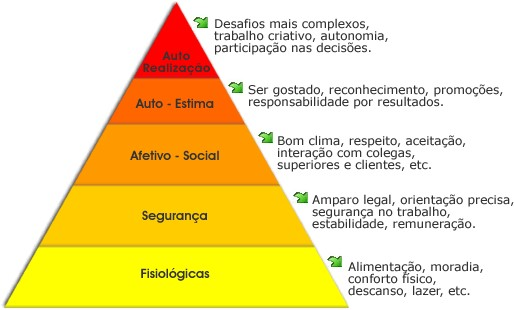 Desafios mais complexos,
trabalho criativo, autonomia,
participação nas decisões.
Auto
Realização
Ser gostado, reconhecimento, promoções,
responsabilidade por resultados.
Auto - Estima
Bom clima, respeito, aceitação,
interação com colegas,
superiores e clientes, etc.
Afetivo - Social
Amparo legal, orientação precisa,
segurança no trabalho,
estabilidade, remuneração.
Segurança
Alimentação, moradia,
conforto físico,
descanso, lazer, etc.
Fisiológicas